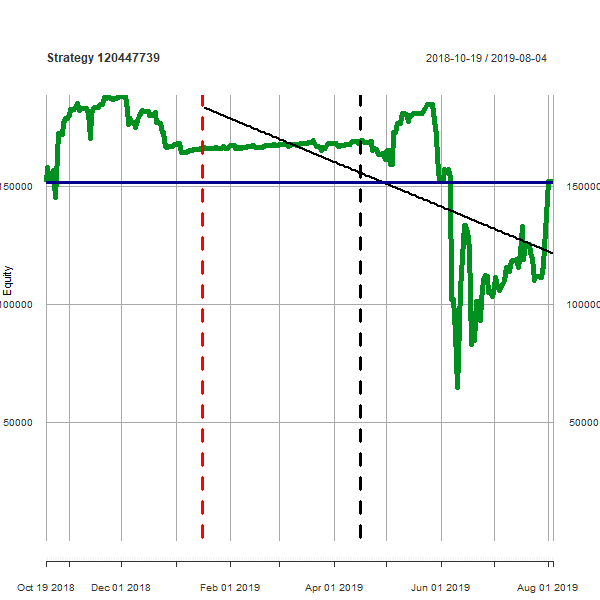 Strategy 120447739
2018-10-19 / 2019-08-04
150000
150000
Equity
100000
100000
50000
50000
Oct 19 2018
Dec 01 2018
Feb 01 2019
Apr 01 2019
Jun 01 2019
Aug 01 2019